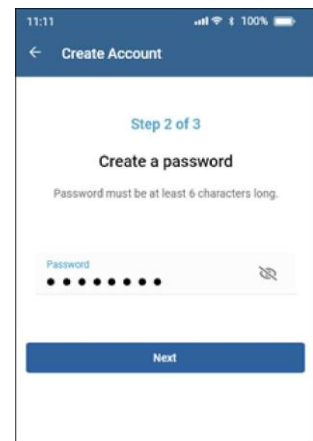 11:11 100%
Create Account
Step 2 of 3
Create a password
Password must be at least 6 characters long.
Password
●●●●●●●●
Next